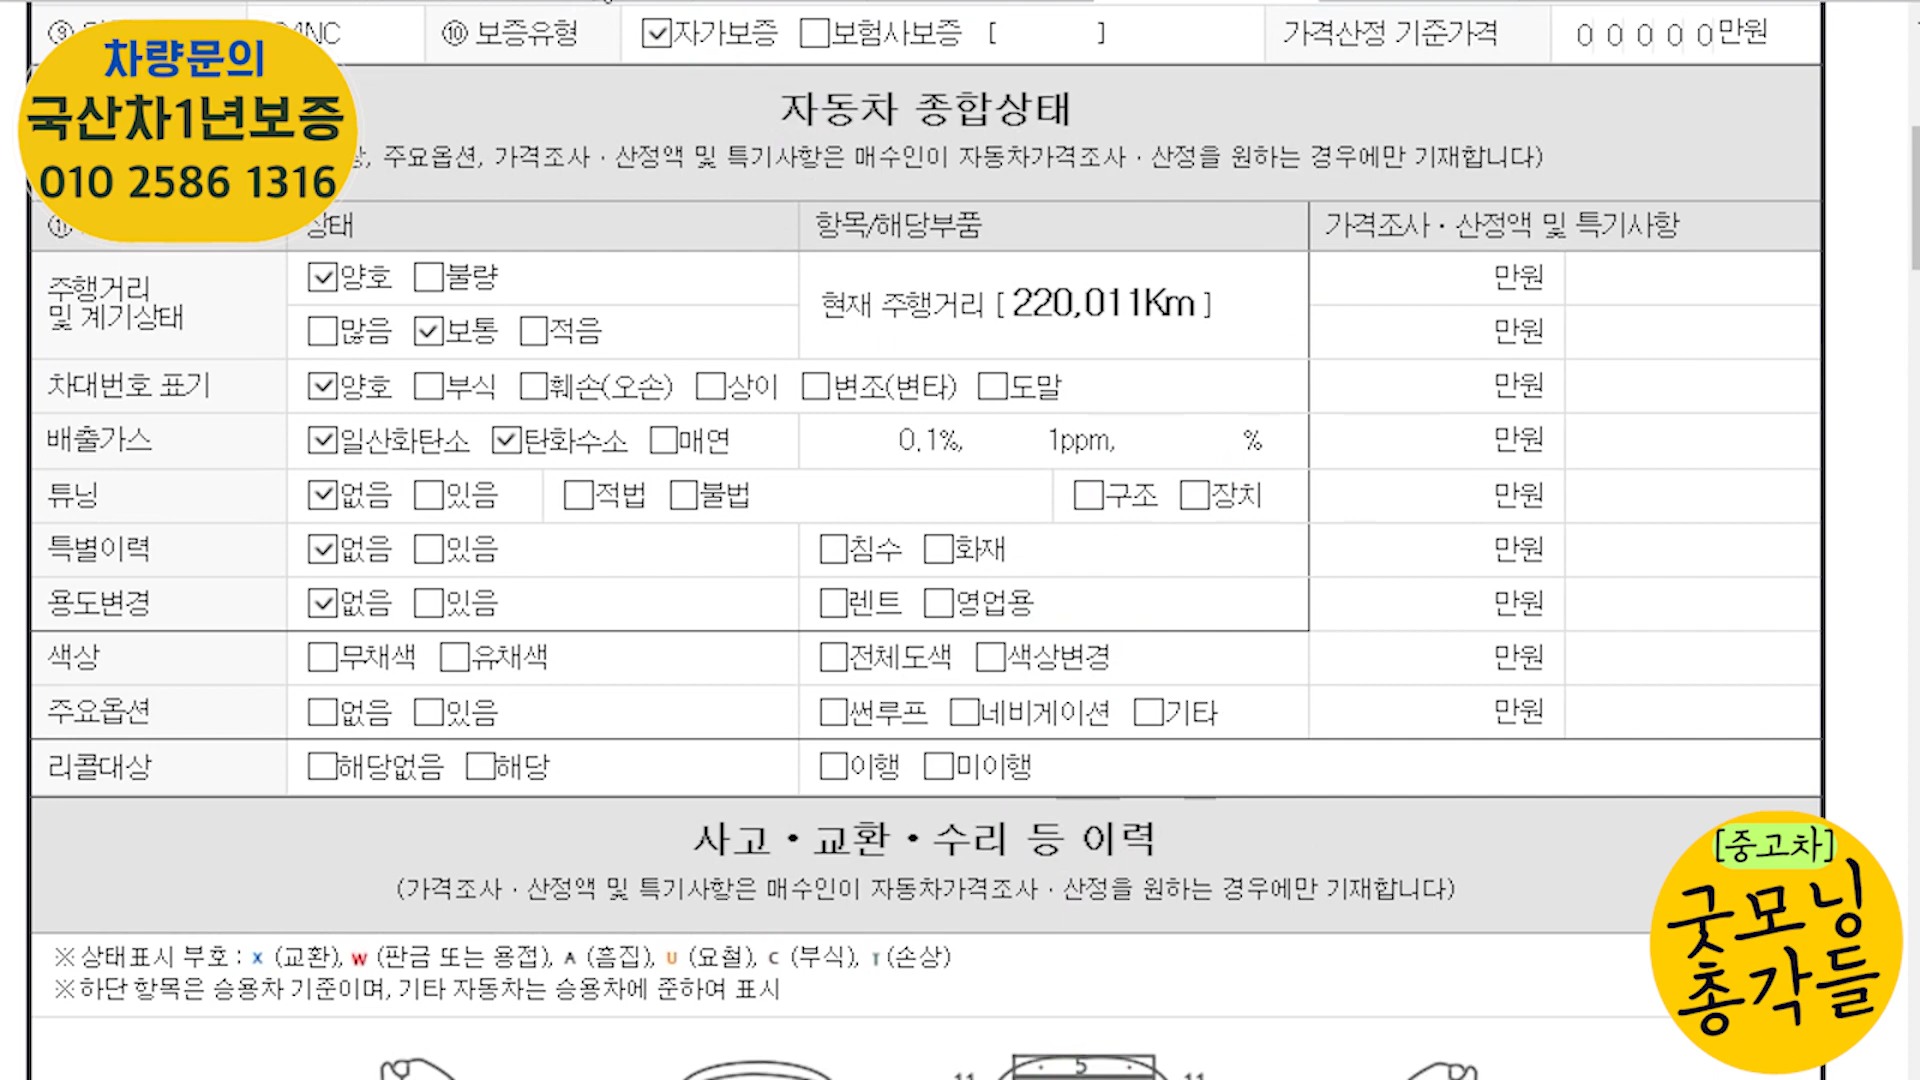 ⑩ 보증유형 ☑자가보증 ☐보험사보증 [ ] 가격산정 기준가격 0 0 0 0 0만원
차량문의
국산차1년보증
010 2586 1316
자동차 종합상태
주요옵션, 가격조사 · 산정액 및 특기사항은 매수인이 자동차가격조사 · 산정을 원하는 경우에만 기재합니다)
⑪ 상태 항목/해당부품 가격조사 · 산정액 및 특기사항
주행거리
및 계기상태
☑양호 ☐불량 만원
현재 주행거리 [ 220,011Km ]
☐많음 ☑보통 ☐적음 만원
차대번호 표기 ☑양호 ☐부식 ☐훼손(오손) ☐상이 ☐변조(변타) ☐도말 만원
배출가스 ☑일산화탄소 ☑탄화수소 ☐매연 0.1%, 1ppm, % 만원
튜닝 ☑없음 ☐있음 ☐적법 ☐불법 ☐구조 ☐장치 만원
특별이력 ☑없음 ☐있음 ☐침수 ☐화재 만원
용도변경 ☑없음 ☐있음 ☐렌트 ☐영업용 만원
색상 ☐무채색 ☐유채색 ☐전체도색 ☐색상변경 만원
주요옵션 ☐없음 ☐있음 ☐썬루프 ☐네비게이션 ☐기타 만원
리콜대상 ☐해당없음 ☐해당 ☐이행 ☐미이행
사고 • 교환 • 수리 등 이력
(가격조사 · 산정액 및 특기사항은 매수인이 자동차가격조사 · 산정을 원하는 경우에만 기재합니다)
※ 상태표시 부호 : X (교환), W (판금 또는 용접), A (흠집), U (요철), C (부식), T (손상)
※ 하단 항목은 승용차 기준이며, 기타 자동차는 승용차에 준하여 표시
[중고차]
굿모닝
총각들
5